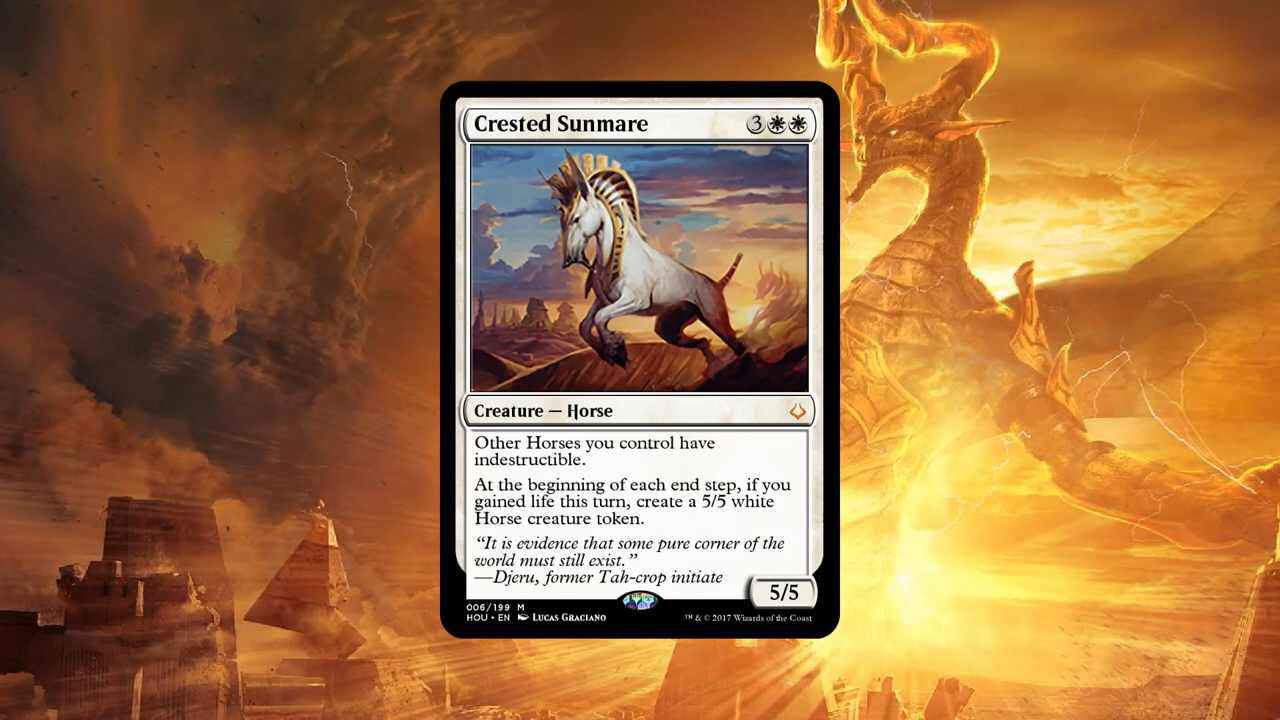 Crested Sunmare 3
Creature — Horse
Other Horses you control have
indestructible.
At the beginning of each end step, if you
gained life this turn, create a 5/5 white
Horse creature token.
“It is evidence that some pure corner of the
world must still exist.”
—Djeru, former Tah-crop initiate
5/5
006/199 M
HOU • EN Lucas Graciano
™ & © 2017 Wizards of the Coast